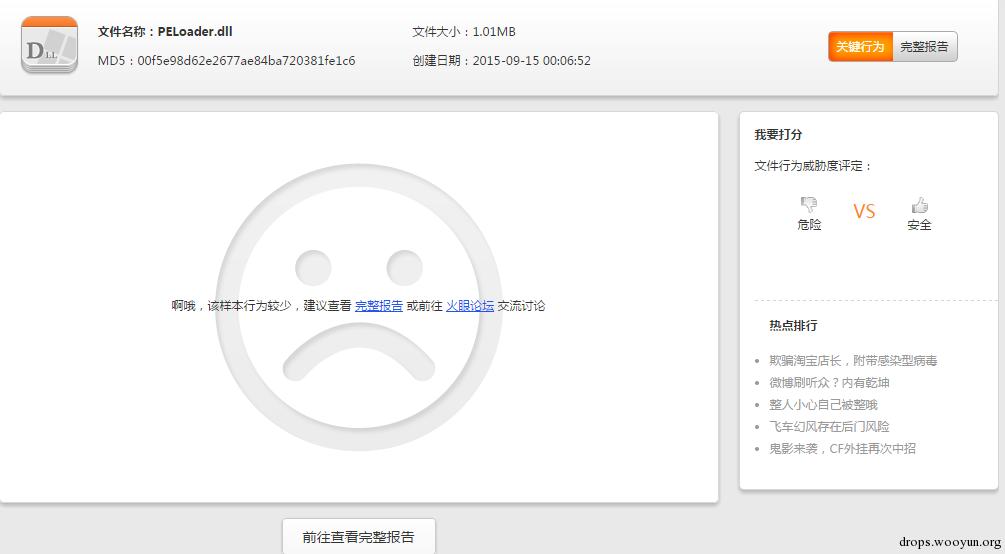 文件名称：PELoader.dll
文件大小：1.01MB
MD5：00f5e98d62e2677ae84ba720381fe1c6
创建日期：2015-09-15 00:06:52
关键行为
完整报告
DLL
啊哦，该样本行为较少，建议查看 完整报告 或前往 火眼论坛 交流讨论
前往查看完整报告
我要打分
文件行为威胁度评定：
危险
VS
安全
热点排行
欺骗淘宝店长，附带感染型病毒
微博刷听众？内有乾坤
整人小心自己被整哦
飞车幻风存在后门风险
鬼影来袭，CF外挂再次中招
drops.wooyun.org